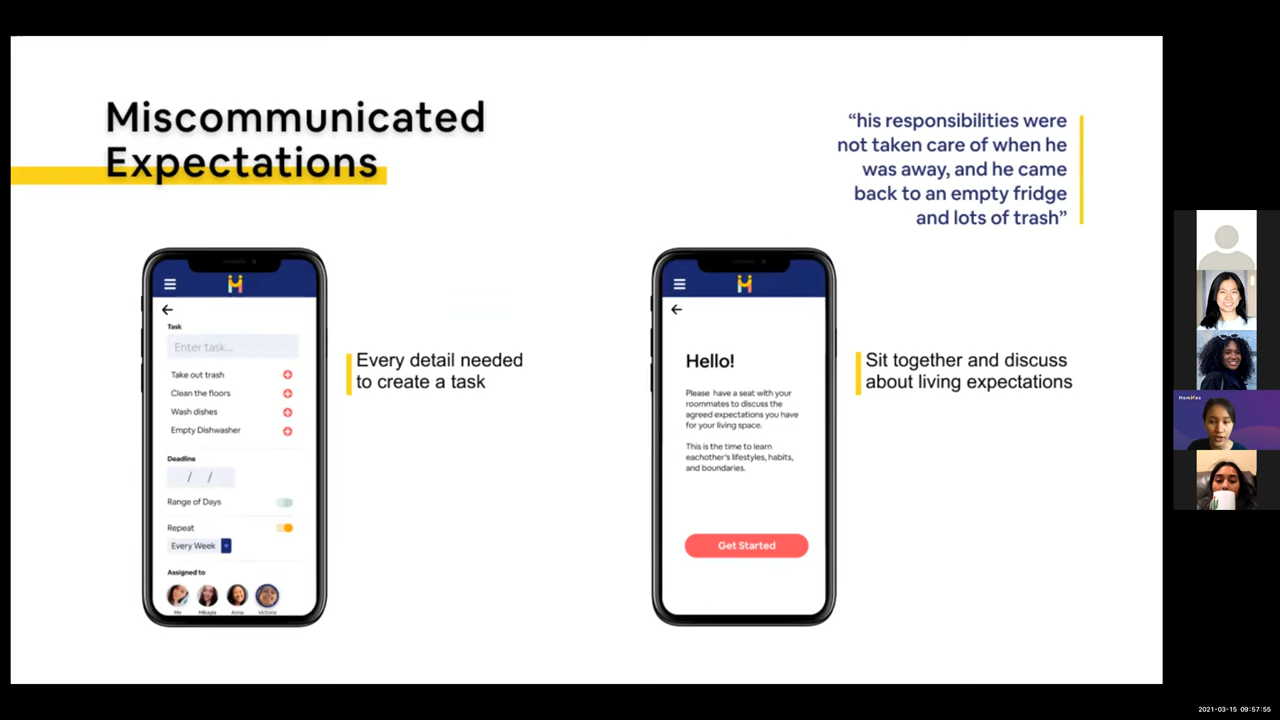 Miscommunicated
Expectations
“his responsibilities were
not taken care of when he
was away, and he came
back to an empty fridge
and lots of trash”
Task
Enter task...
Take out trash
Clean the floors
Wash dishes
Empty Dishwasher
Deadline
/ /
Range of Days
Repeat
Every Week
Assigned to
Me Mikayla Anna Victoria
Every detail needed
to create a task
Hello!
Please have a seat with your
roommates to discuss the
agreed expectations you have
for your living space.
This is the time to learn
eachother's lifestyles, habits,
and boundaries.
Get Started
Sit together and discuss
about living expectations
HomiRes
2021-03-15 09:57:55